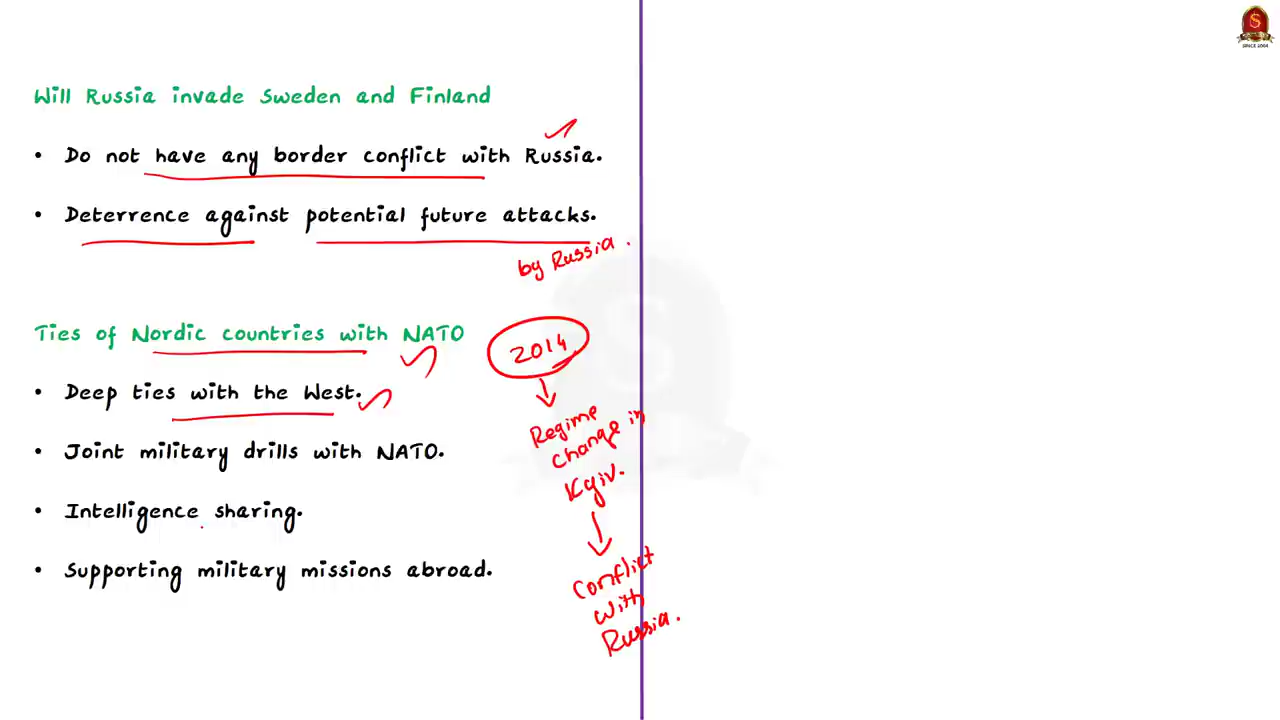 Will Russia invade Sweden and Finland
• Do not have any border conflict with Russia.
• Deterrence against potential future attacks.
by Russia.
Ties of Nordic countries with NATO
• Deep ties with the West.
• Joint military drills with NATO.
• Intelligence sharing.
• Supporting military missions abroad.
2014
Regime
change in
Kyiv.
Conflict
with
Russia.
S
SINCE 2004